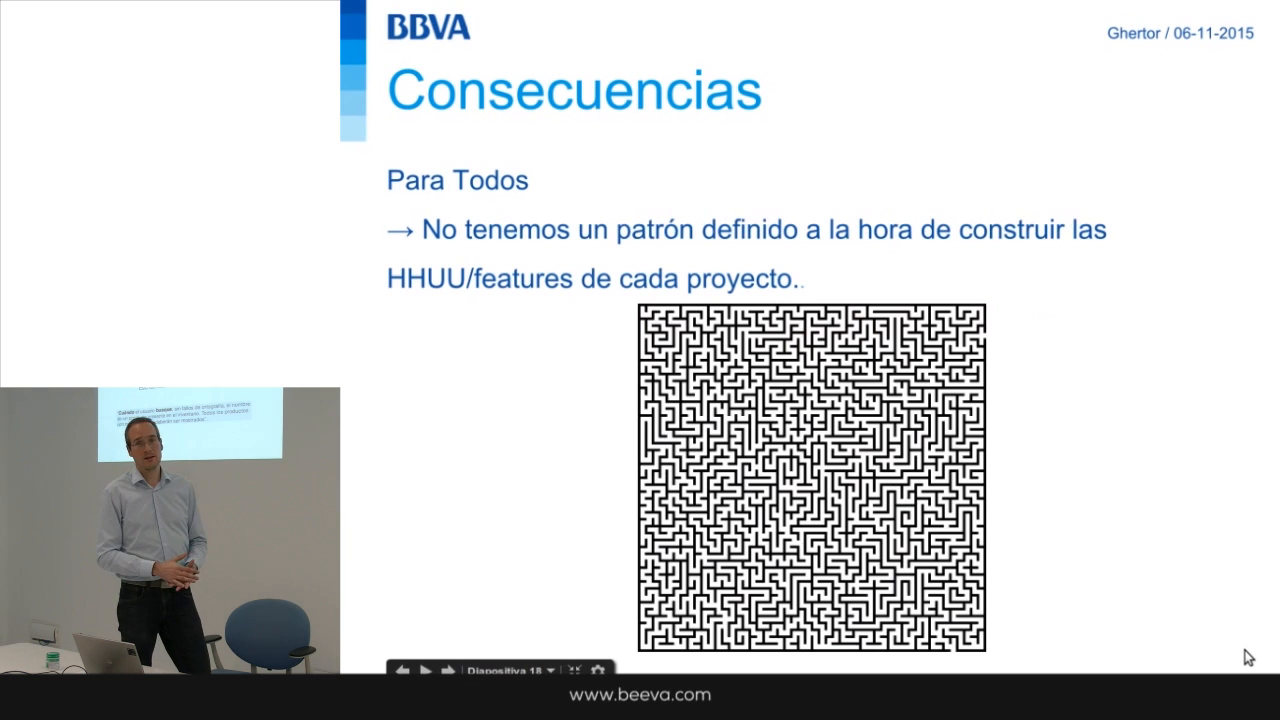 BBVA
Ghertor / 06-11-2015
Consecuencias
Para Todos
→ No tenemos un patrón definido a la hora de construir las
HHUU/features de cada proyecto..
Diapositiva 18
www.beeva.com